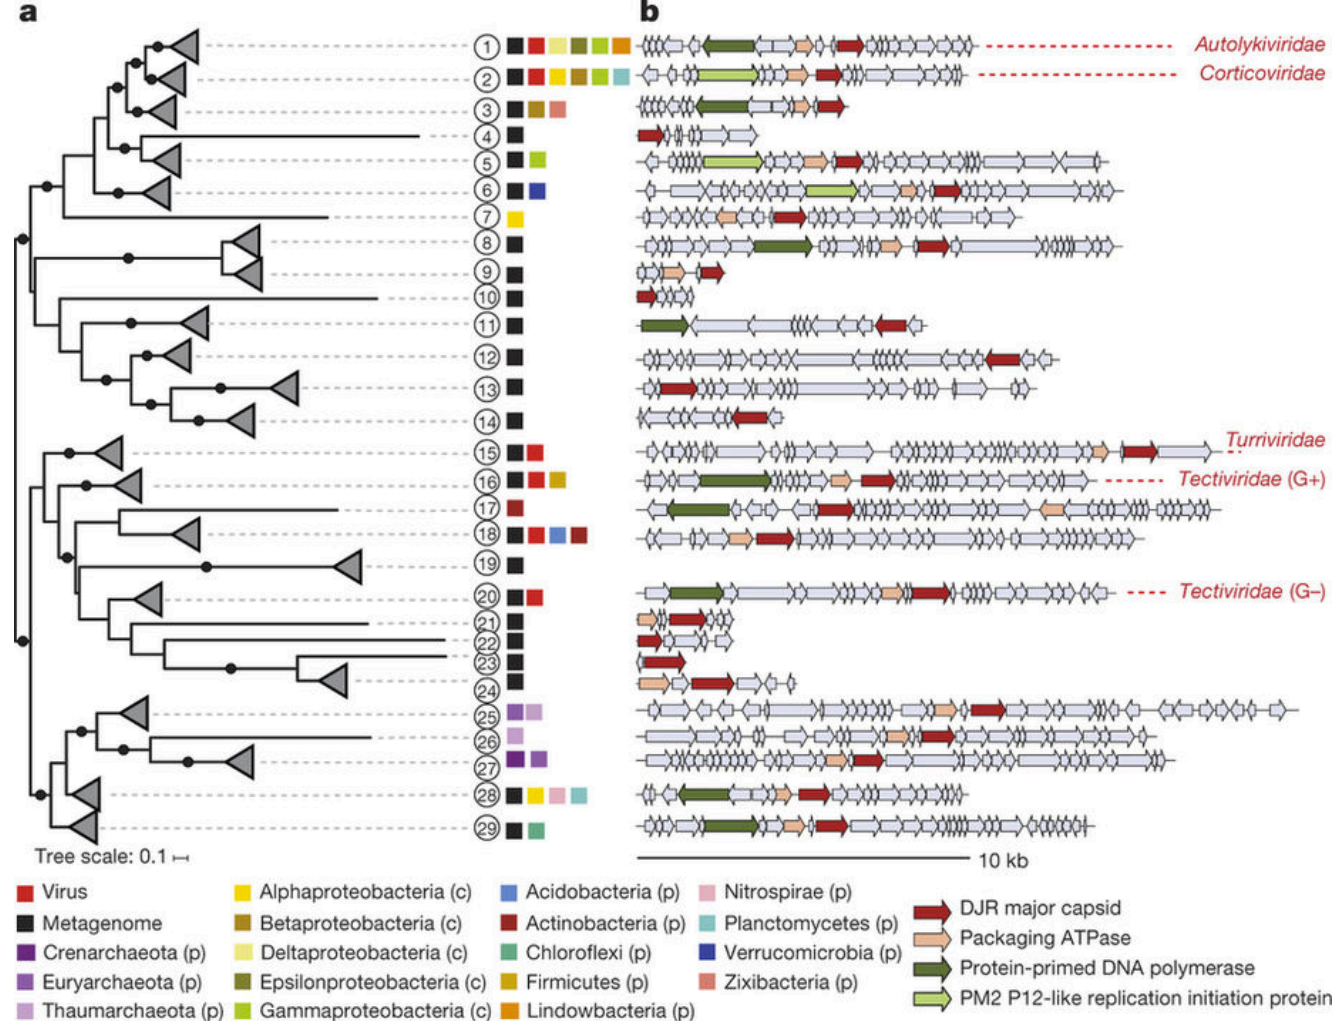 a
b
1
Autolykiviridae
2
Corticoviridae
3
4
5
6
7
8
9
10
11
12
13
14
15
Turriviridae
16
Tectiviridae (G+)
17
18
19
20
Tectiviridae (G–)
21
22
23
24
25
26
27
28
29
Tree scale: 0.1
10 kb
Virus
Metagenome
Crenarchaeota (p)
Euryarchaeota (p)
Thaumarchaeota (p)
Alphaproteobacteria (c)
Betaproteobacteria (c)
Deltaproteobacteria (c)
Epsilonproteobacteria (c)
Gammaproteobacteria (c)
Acidobacteria (p)
Actinobacteria (p)
Chloroflexi (p)
Firmicutes (p)
Lindowbacteria (p)
Nitrospirae (p)
Planctomycetes (p)
Verrucomicrobia (p)
Zixibacteria (p)
DJR major capsid
Packaging ATPase
Protein-primed DNA polymerase
PM2 P12-like replication initiation protein